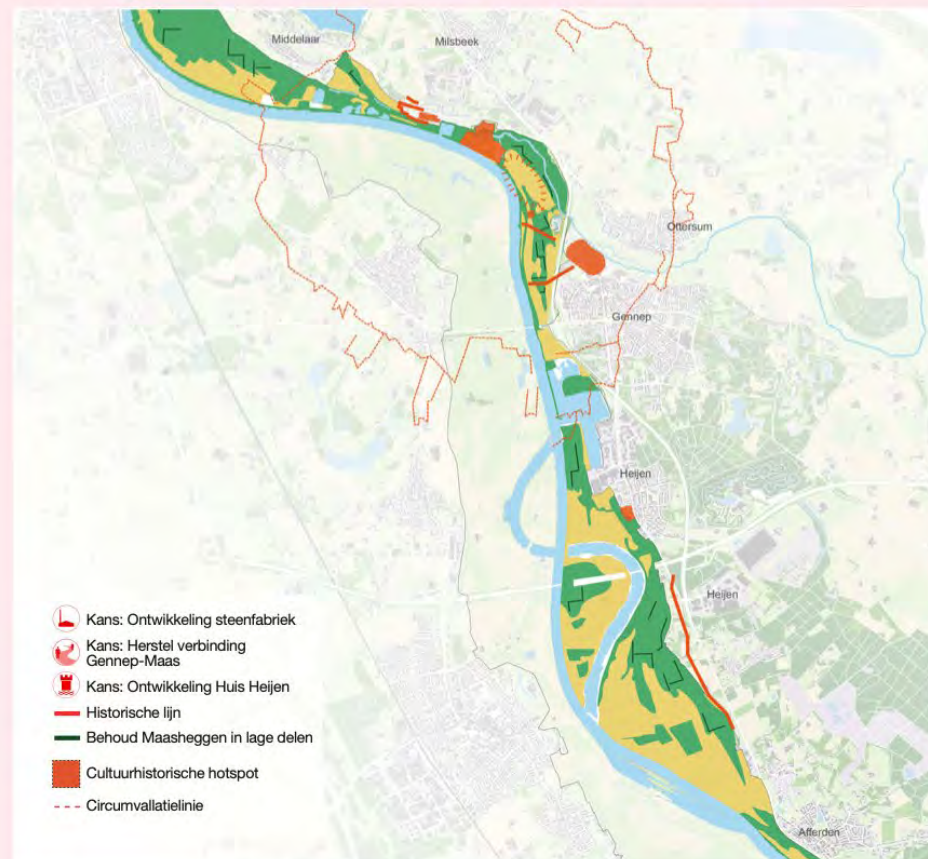 Middelaar
Milsbeek
Ottersum
Gennep
Heijen
Heijen
Afferden
Kans: Ontwikkeling steenfabriek
Kans: Herstel verbinding
Gennep-Maas
Kans: Ontwikkeling Huis Heijen
Historische lijn
Behoud Maasheggen in lage delen
Cultuurhistorische hotspot
Circumvallatielinie